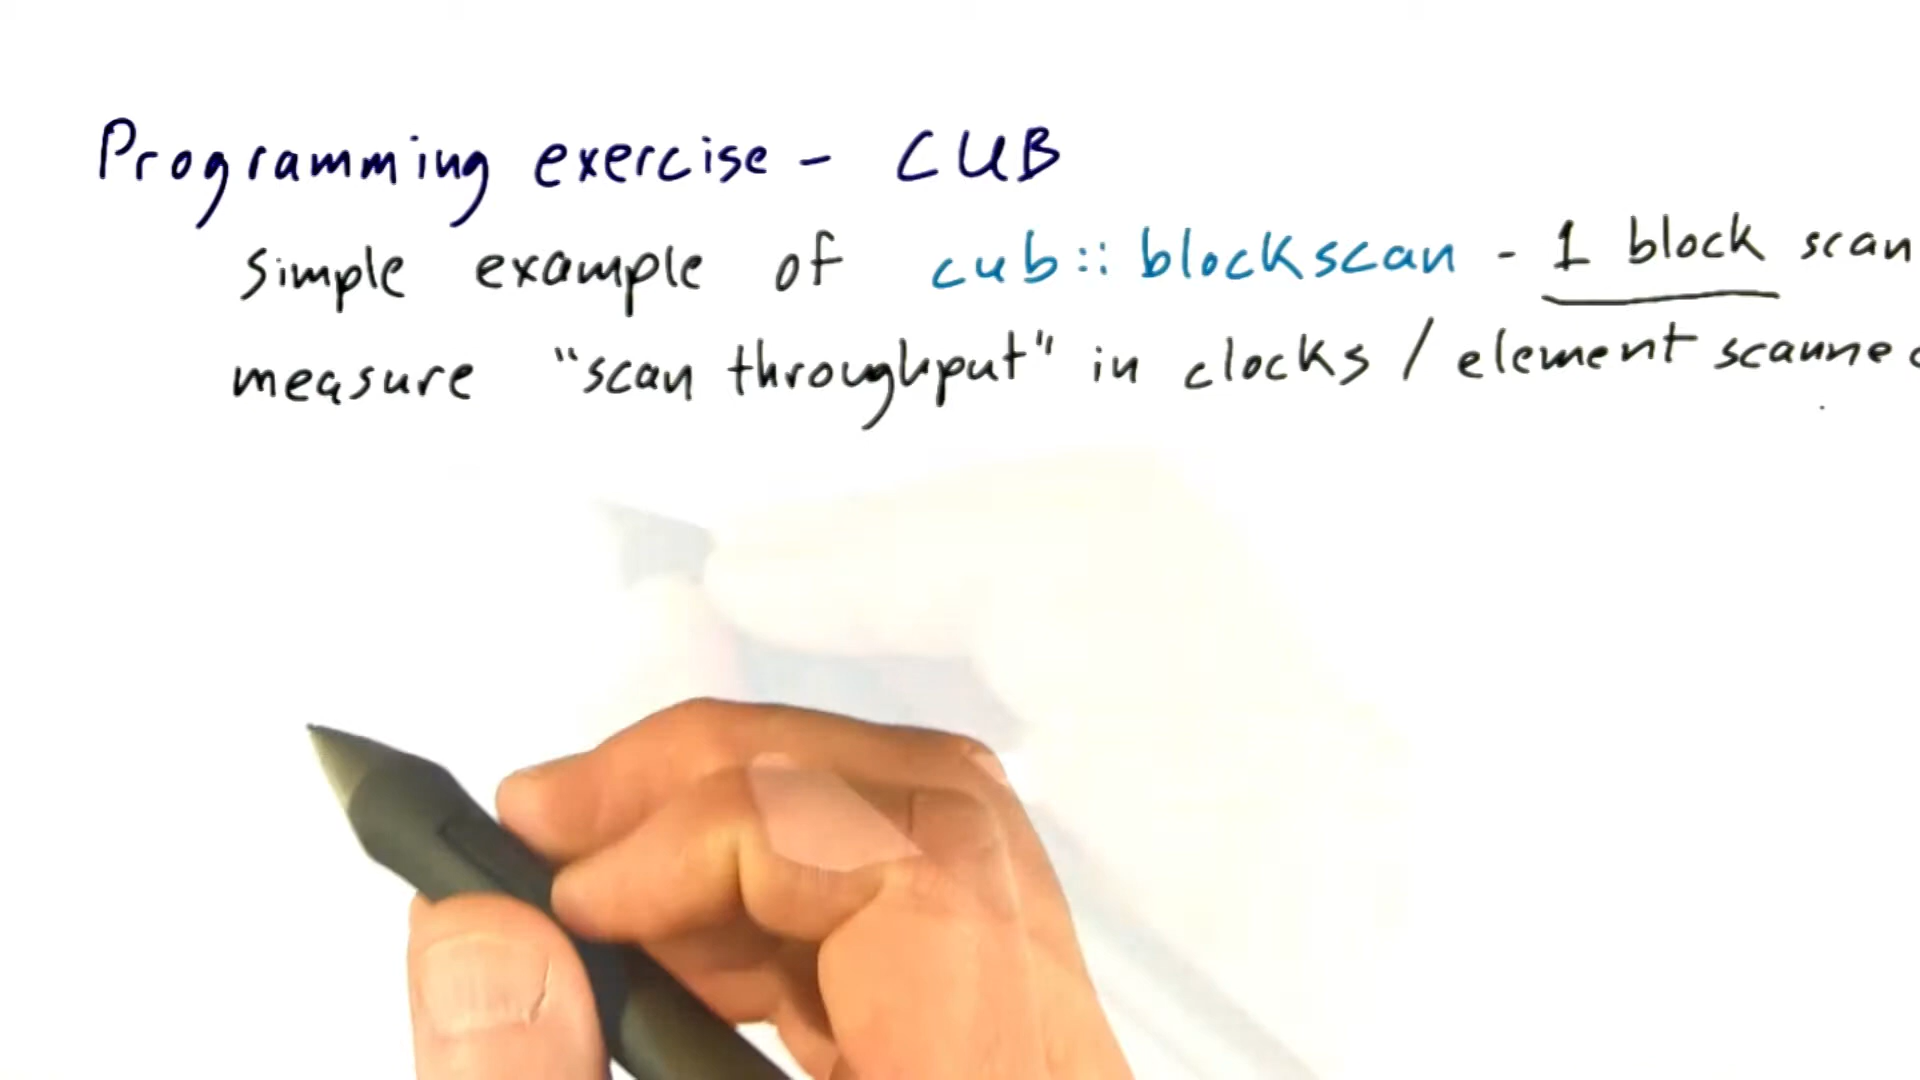 Programming exercise - CUB
simple example of cub::blockscan - 1 block scan
measure "scan throughput" in clocks / element scanned